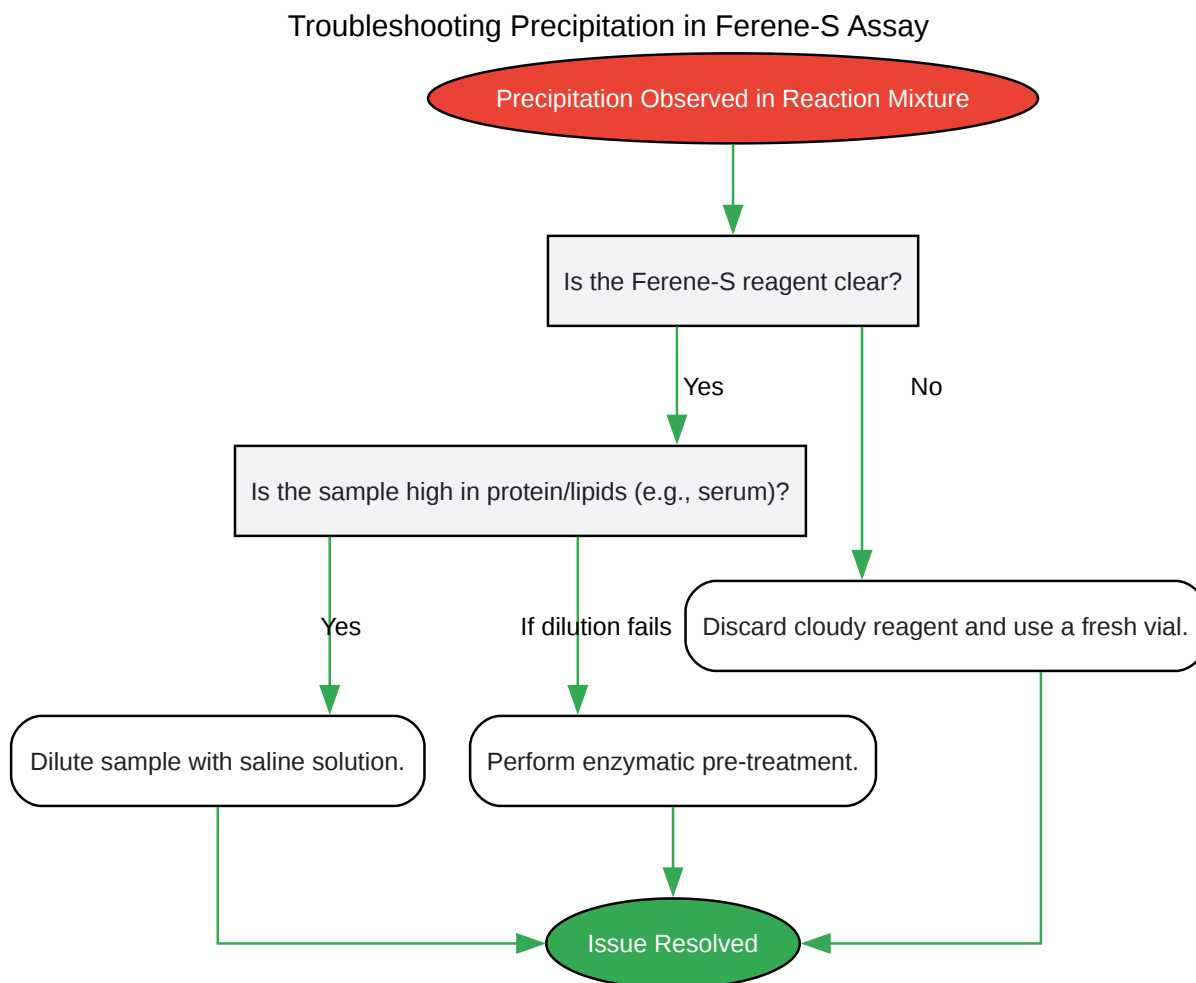 Troubleshooting Precipitation in Ferene-S Assay
Precipitation Observed in Reaction Mixture
Is the Ferene-S reagent clear?
Yes
No
Is the sample high in protein/lipids (e.g., serum)?
Yes
If dilution fails
Discard cloudy reagent and use a fresh vial.
Dilute sample with saline solution.
Perform enzymatic pre-treatment.
Issue Resolved